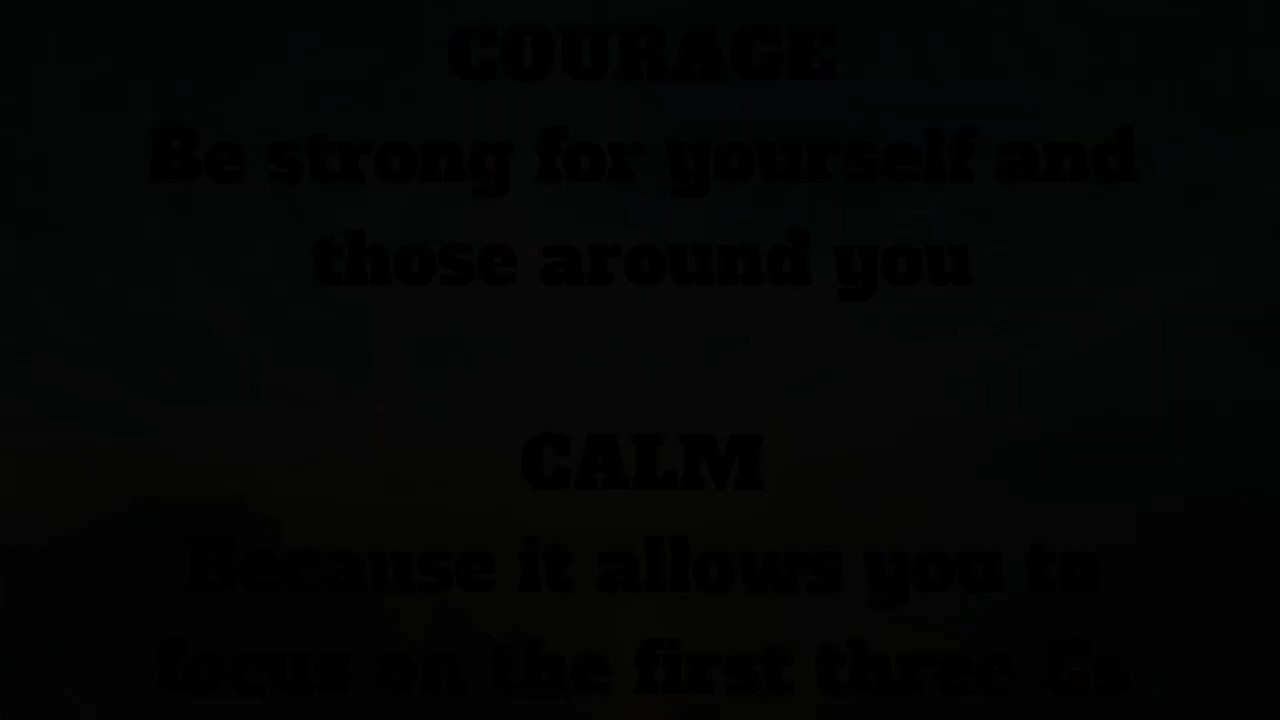 COURAGE
Be strong for yourself and
those around you
CALM
Because it allows you to
focus on the first three Cs